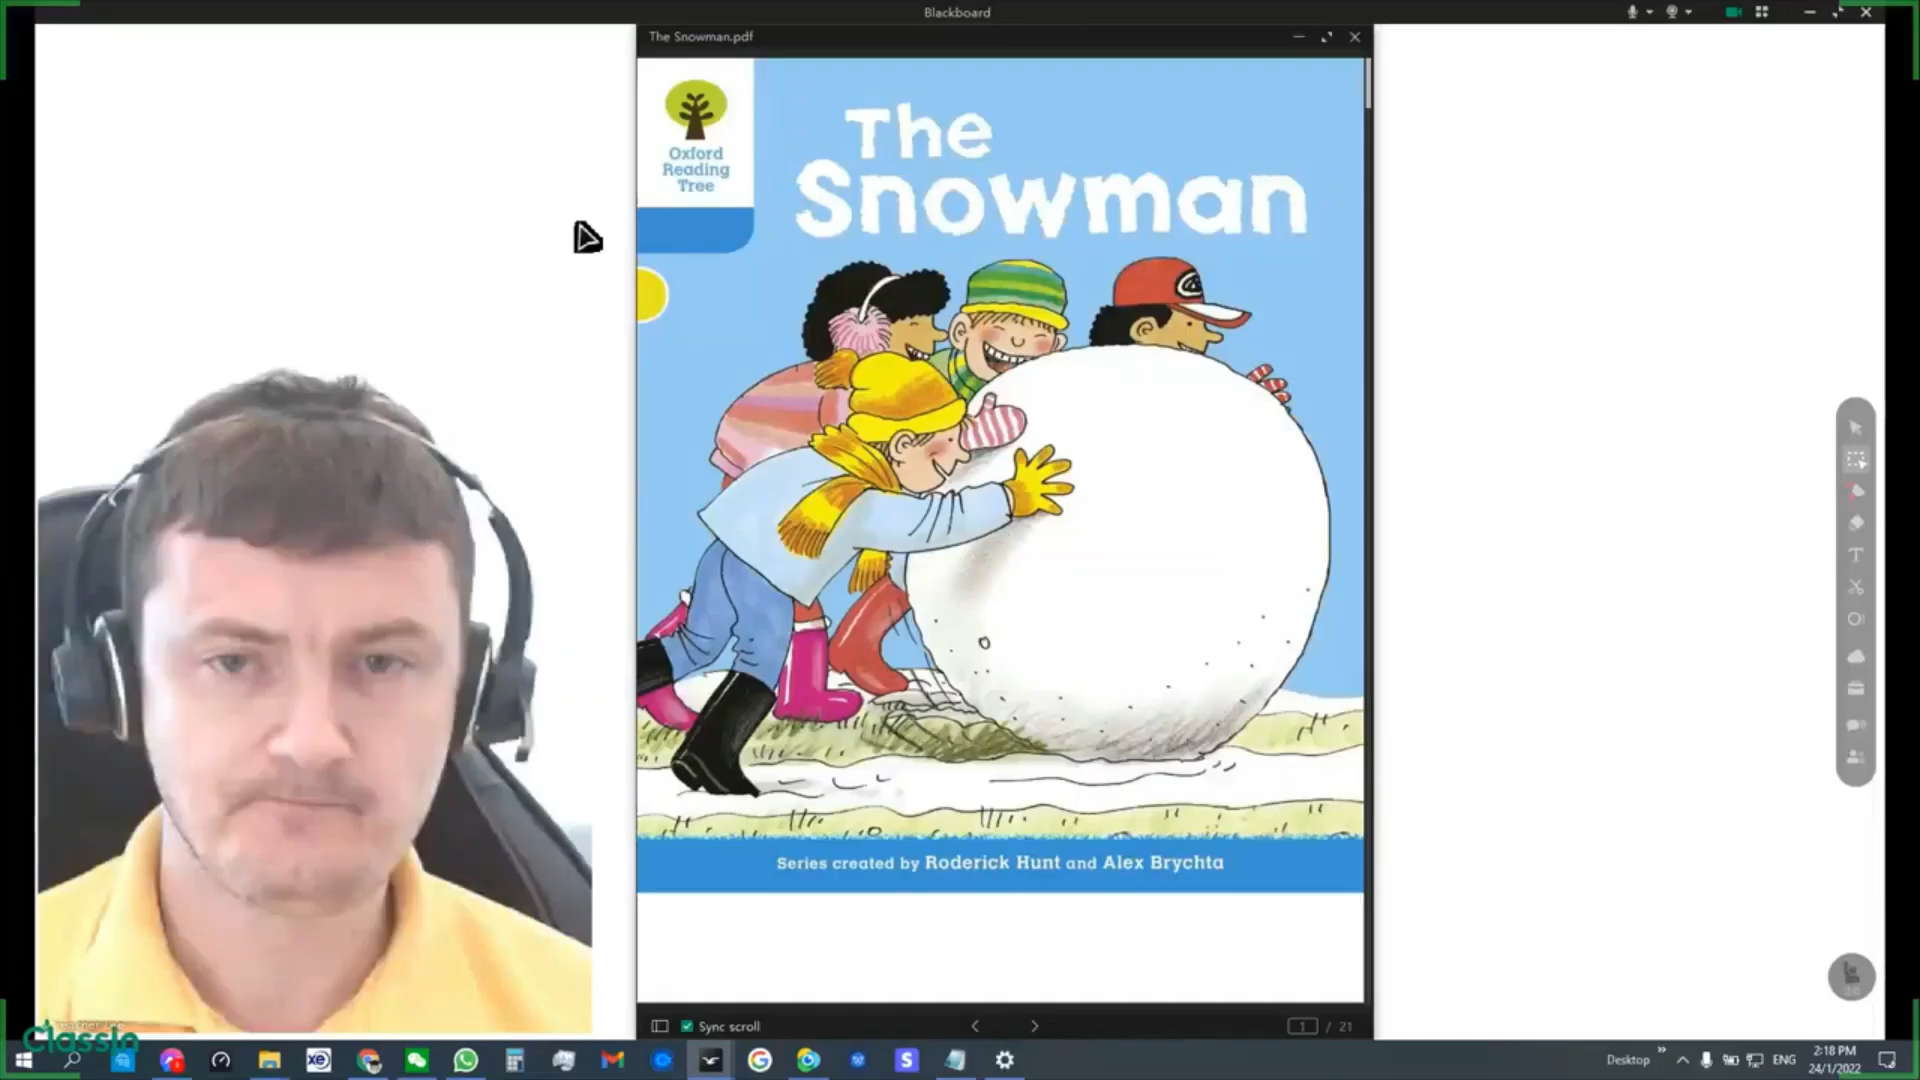 Blackboard
The Snowman.pdf
Oxford
Reading
Tree
The
Snowman
Series created by Roderick Hunt and Alex Brychta
Sync scroll
1 / 21
ClassIn
xe
S
Desktop
ENG
2:18 PM
24/1/2022